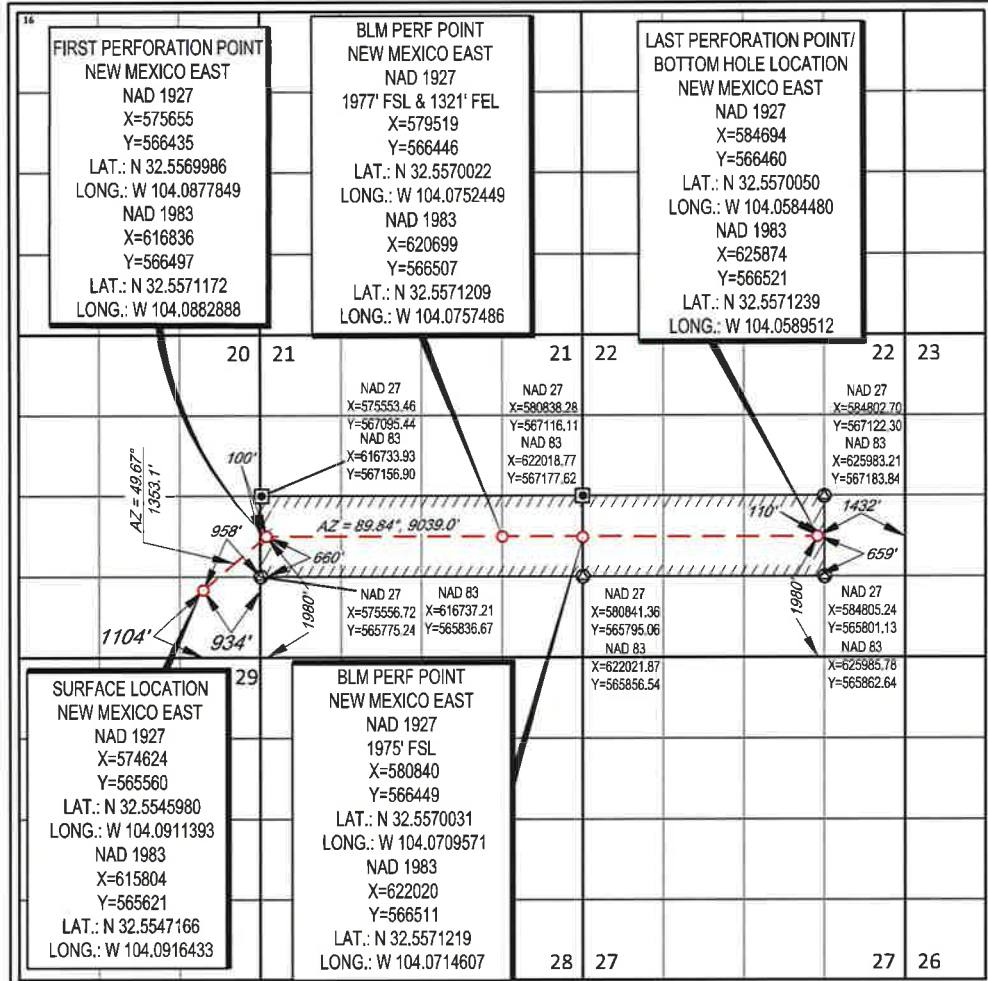 16
FIRST PERFORATION POINT
NEW MEXICO EAST
NAD 1927
X=575655
Y=566435
LAT.: N 32.5569986
LONG.: W 104.0877849
NAD 1983
X=616836
Y=566497
LAT.: N 32.5571172
LONG.: W 104.0882888
BLM PERF POINT
NEW MEXICO EAST
NAD 1927
1977' FSL & 1321' FEL
X=579519
Y=566446
LAT.: N 32.5570022
LONG.: W 104.0752449
NAD 1983
X=620699
Y=566507
LAT.: N 32.5571209
LONG.: W 104.0757486
LAST PERFORATION POINT/
BOTTOM HOLE LOCATION
NEW MEXICO EAST
NAD 1927
X=584694
Y=566460
LAT.: N 32.5570050
LONG.: W 104.0584480
NAD 1983
X=625874
Y=566521
LAT.: N 32.5571239
LONG.: W 104.0589512
20 21
21 22
22 23
NAD 27
X=575553.46
Y=567095.44
NAD 83
X=616733.93
Y=567156.90
NAD 27
X=580838.28
Y=567116.11
NAD 83
X=622018.77
Y=567177.62
NAD 27
X=584802.70
Y=567122.30
NAD 83
X=625983.21
Y=567183.84
AZ = 49.67°
1353.1'
100'
958'
AZ = 89.84°, 9039.0'
660'
110'
1432'
659'
1104'
934'
1980'
1980'
NAD 27
X=575556.72
Y=565775.24
NAD 83
X=616737.21
Y=565836.67
NAD 27
X=580841.36
Y=565795.06
NAD 83
X=622021.87
Y=565856.54
NAD 27
X=584805.24
Y=565801.13
NAD 83
X=625985.78
Y=565862.64
29
SURFACE LOCATION
NEW MEXICO EAST
NAD 1927
X=574624
Y=565560
LAT.: N 32.5545980
LONG.: W 104.0911393
NAD 1983
X=615804
Y=565621
LAT.: N 32.5547166
LONG.: W 104.0916433
BLM PERF POINT
NEW MEXICO EAST
NAD 1927
1975' FSL
X=580840
Y=566449
LAT.: N 32.5570031
LONG.: W 104.0709571
NAD 1983
X=622020
Y=566511
LAT.: N 32.5571219
LONG.: W 104.0714607
28 27
27 26